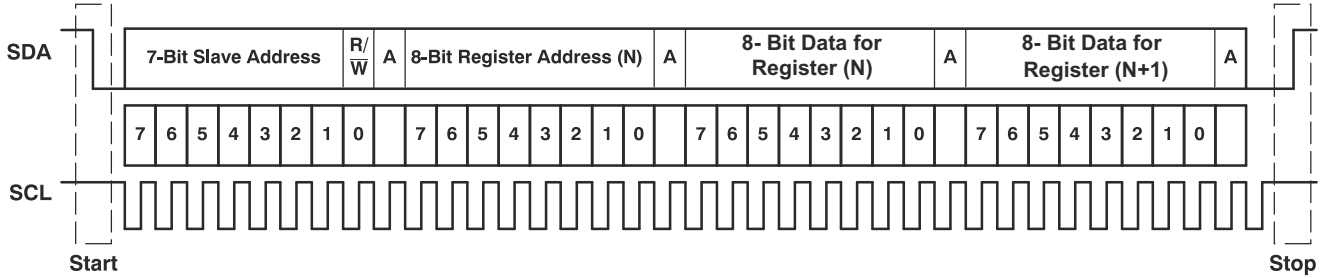 SDA
7-Bit Slave Address R/W A 8-Bit Register Address (N) A 8- Bit Data for Register (N) A 8- Bit Data for Register (N+1) A
7 6 5 4 3 2 1 0 7 6 5 4 3 2 1 0 7 6 5 4 3 2 1 0 7 6 5 4 3 2 1 0
SCL
Start Stop